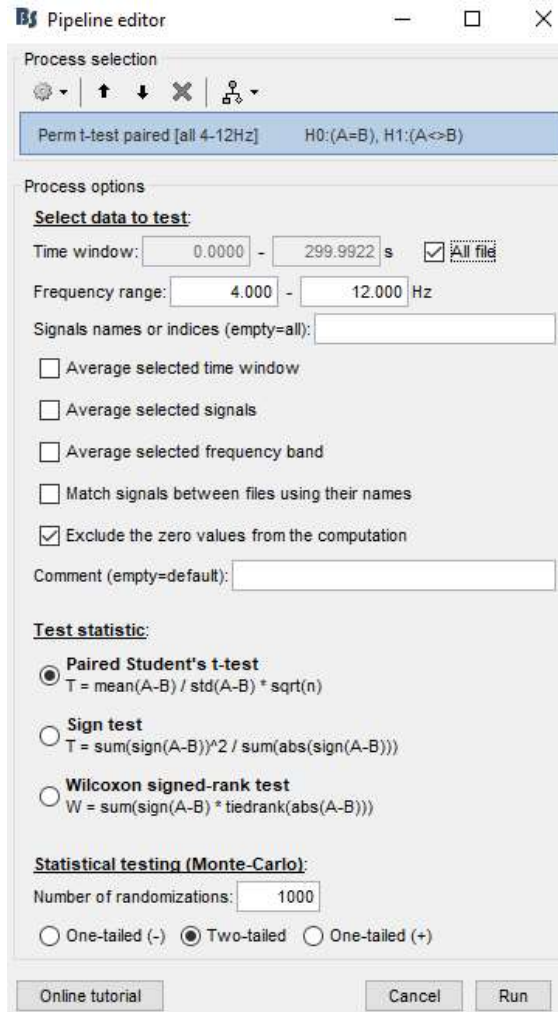 BS Pipeline editor
Process selection
Perm t-test paired [all 4-12Hz] H0:(A=B), H1:(A<>B)
Process options
Select data to test:
Time window: 0.0000 - 299.9922 s All file
Frequency range: 4.000 - 12.000 Hz
Signals names or indices (empty=all):
Average selected time window
Average selected signals
Average selected frequency band
Match signals between files using their names
Exclude the zero values from the computation
Comment (empty=default):
Test statistic:
Paired Student's t-test
T = mean(A-B) / std(A-B) * sqrt(n)
Sign test
T = sum(sign(A-B))^2 / sum(abs(sign(A-B)))
Wilcoxon signed-rank test
W = sum(sign(A-B) * tiedrank(abs(A-B)))
Statistical testing (Monte-Carlo):
Number of randomizations: 1000
One-tailed (-) Two-tailed One-tailed (+)
Online tutorial Cancel Run